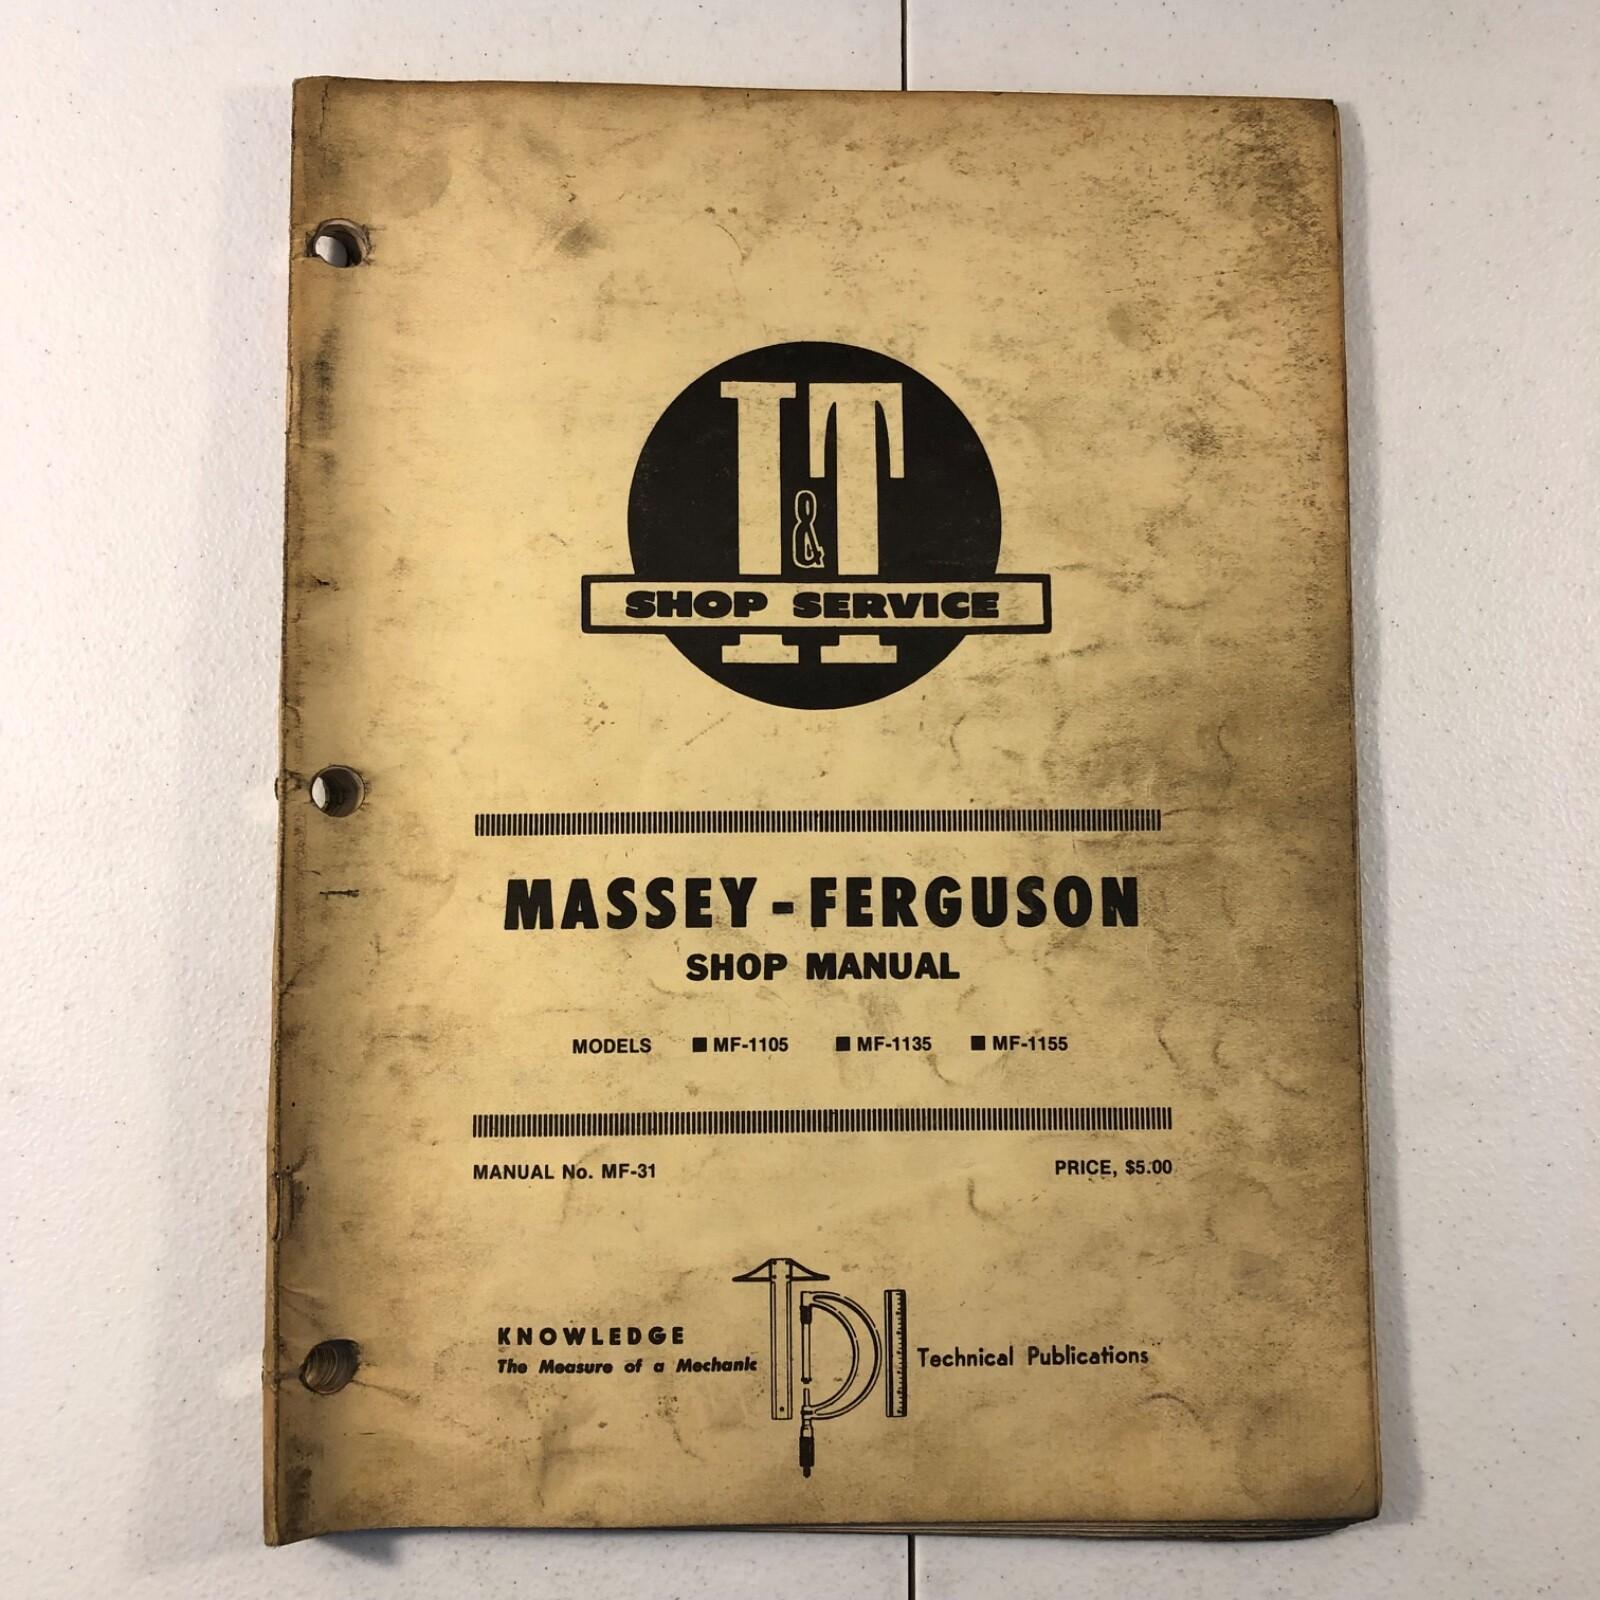 I&T
SHOP SERVICE
MASSEY-FERGUSON
SHOP MANUAL
MODELS ■ MF-1105 ■ MF-1135 ■ MF-1155
MANUAL No. MF-31 PRICE, $5.00
KNOWLEDGE
The Measure of a Mechanic
TPI
Technical Publications